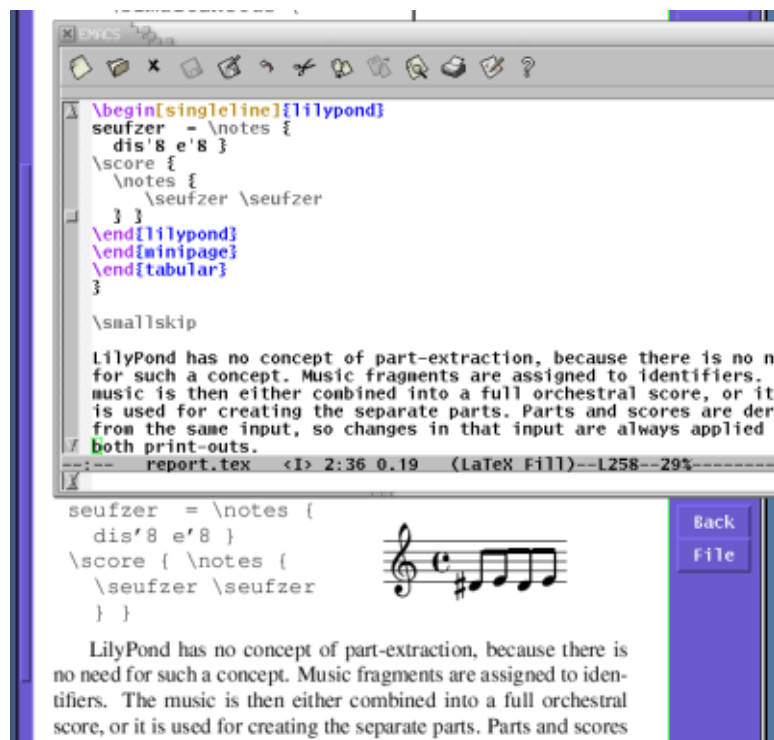 EMACS
\begin[singleline]{lilypond}
seufzer = \notes {
dis'8 e'8 }
\score {
\notes {
\seufzer \seufzer
} }
\end{lilypond}
\end{minipage}
\end{tabular}
}
\smallskip
LilyPond has no concept of part-extraction, because there is no n
for such a concept. Music fragments are assigned to identifiers.
music is then either combined into a full orchestral score, or it
is used for creating the separate parts. Parts and scores are der
from the same input, so changes in that input are always applied
both print-outs.
--:-- report.tex <I> 2:36 0.19 (LaTeX Fill)--L258--29%--------
seufzer = \notes {
dis'8 e'8 }
\score { \notes {
\seufzer \seufzer
} }
Back
File
LilyPond has no concept of part-extraction, because there is
no need for such a concept. Music fragments are assigned to iden-
tifiers. The music is then either combined into a full orchestral
score, or it is used for creating the separate parts. Parts and scores